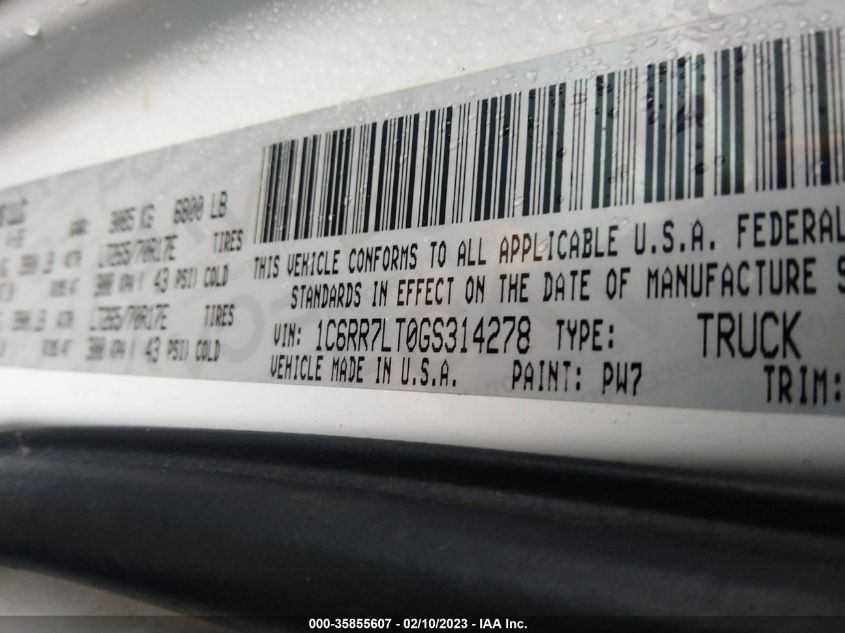 3085 KG 6800 LB
LT265/70R17E TIRES
300 KPA ( 43 PSI) COLD
LT265/70R17E TIRES
300 KPA ( 43 PSI) COLD
THIS VEHICLE CONFORMS TO ALL APPLICABLE U.S.A. FEDERAL
STANDARDS IN EFFECT ON THE DATE OF MANUFACTURE S
VIN: 1C6RR7LT0GS314278 TYPE: TRUCK
VEHICLE MADE IN U.S.A. PAINT: PW7 TRIM:
000-35855607 — 02/10/2023 — IAA Inc.